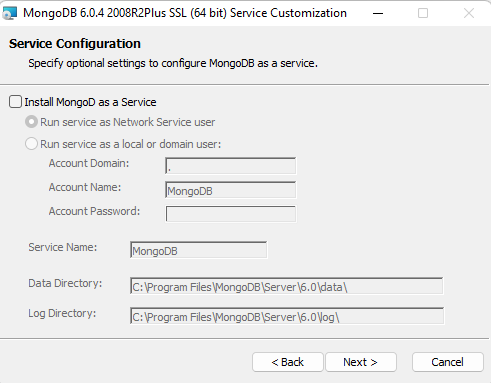 MongoDB 6.0.4 2008R2Plus SSL (64 bit) Service Customization
Service Configuration
Specify optional settings to configure MongoDB as a service.
Install MongoD as a Service
Run service as Network Service user
Run service as a local or domain user:
Account Domain: .
Account Name: MongoDB
Account Password:
Service Name: MongoDB
Data Directory: C:\Program Files\MongoDB\Server\6.0\data\
Log Directory: C:\Program Files\MongoDB\Server\6.0\log\
< Back Next > Cancel